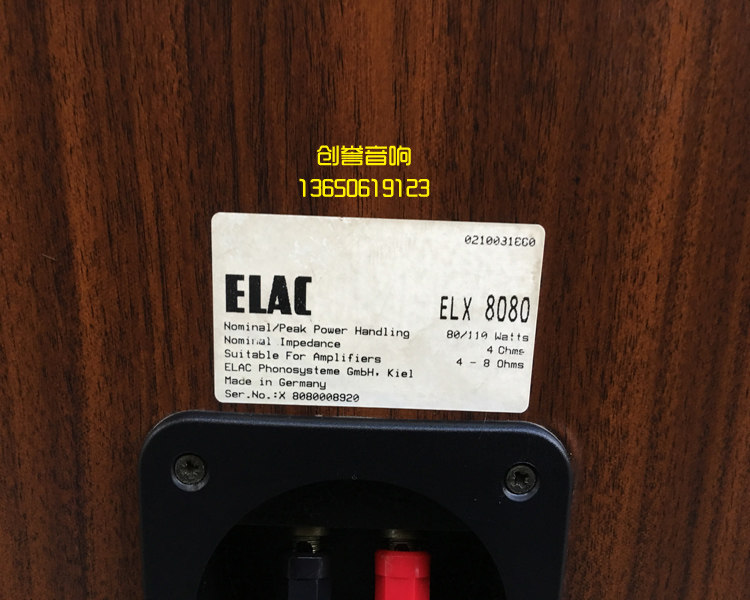 创誉音响
13650619123
ELAC
ELX 8080
Nominal/Peak Power Handling 80/110 Watts
Nominal Impedance 4 Ohms
Suitable For Amplifiers 4 - 8 Ohms
ELAC Phonosysteme GmbH, Kiel
Made in Germany
Ser.No.:X 8080008920